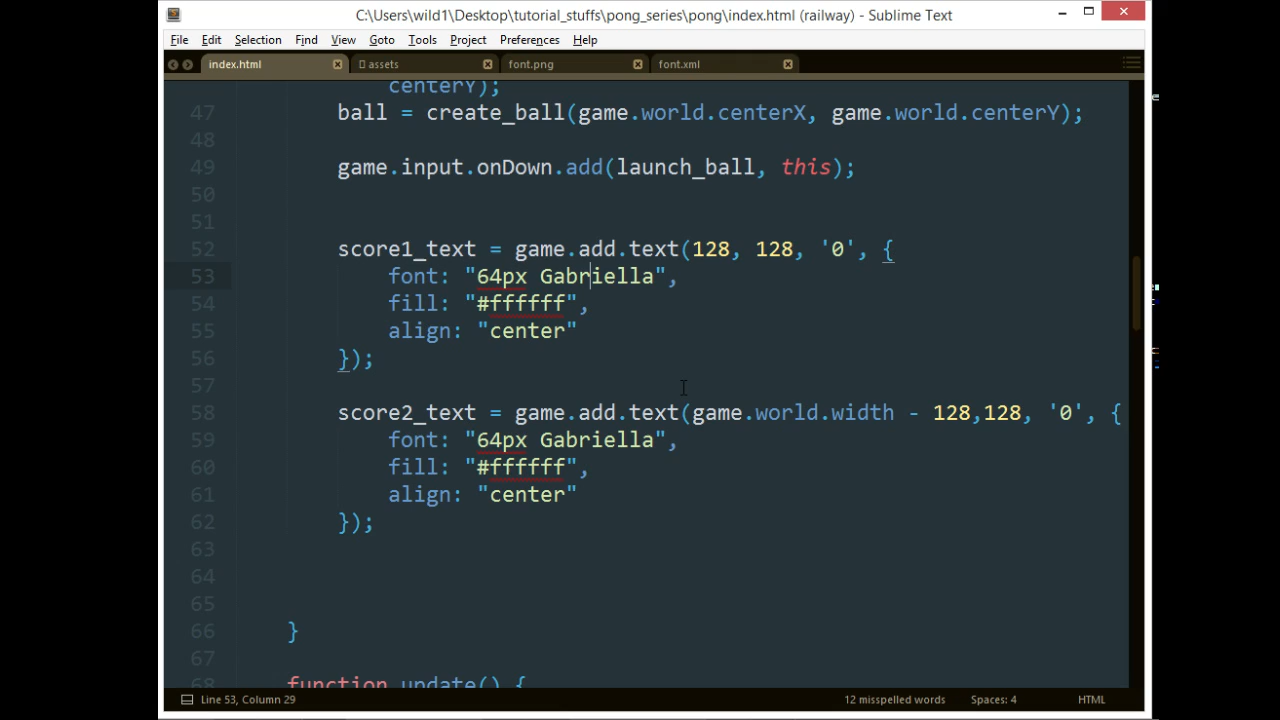 C:\Users\wild1\Desktop\tutorial_stuffs\pong_series\pong\index.html (railway) - Sublime Text
File Edit Selection Find View Goto Tools Project Preferences Help
index.html assets font.png font.xml
centerY);
47 ball = create_ball(game.world.centerX, game.world.centerY);
48
49 game.input.onDown.add(launch_ball, this);
50
51
52 score1_text = game.add.text(128, 128, '0', {
53 font: "64px Gabriella",
54 fill: "#ffffff",
55 align: "center"
56 });
57
58 score2_text = game.add.text(game.world.width - 128,128, '0', {
59 font: "64px Gabriella",
60 fill: "#ffffff",
61 align: "center"
62 });
63
64
65
66 }
67
68 function update() {
Line 53, Column 29 12 misspelled words Spaces: 4 HTML